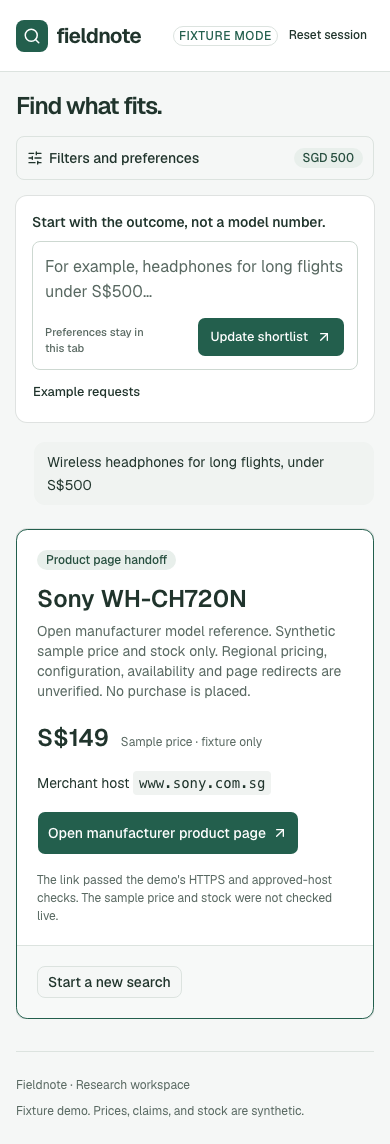 fieldnote
FIXTURE MODE
Reset session
Find what fits.
Filters and preferences
SGD 500
Start with the outcome, not a model number.
For example, headphones for long flights
under S$500...
Preferences stay in
this tab
Update shortlist
Example requests
Wireless headphones for long flights, under
S$500
Product page handoff
Sony WH-CH720N
Open manufacturer model reference. Synthetic
sample price and stock only. Regional pricing,
configuration, availability and page redirects are
unverified. No purchase is placed.
S$149 Sample price · fixture only
Merchant host www.sony.com.sg
Open manufacturer product page
The link passed the demo's HTTPS and approved-host
checks. The sample price and stock were not checked
live.
Start a new search
Fieldnote · Research workspace
Fixture demo. Prices, claims, and stock are synthetic.